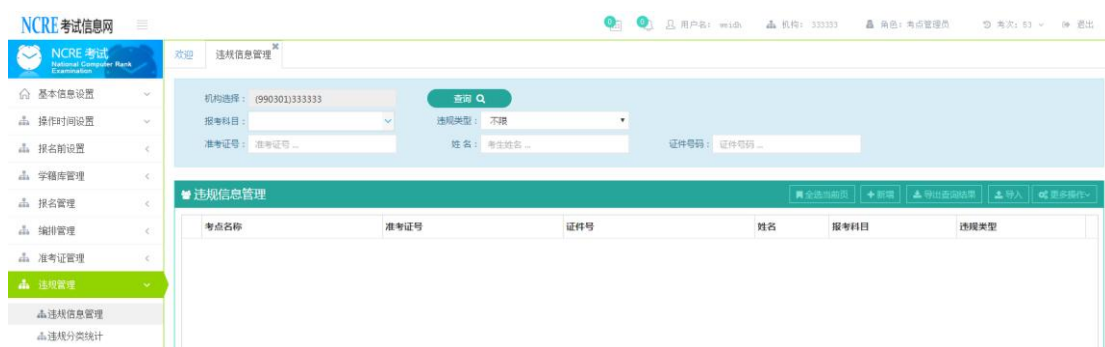 NCRE 考试信息网
0 0 用户名: weidh 机构: 333333 角色: 考点管理员 考次: 53 退出
NCRE 考试
National Computer Rank
Examination
欢迎 违规信息管理
基本信息设置
操作时间设置
报名前设置
学籍库管理
报名管理
编排管理
准考证管理
违规管理
违规信息管理
违规分类统计
机构选择: (990301)333333 查询
报考科目: 违规类型: 不限
准考证号: 准考证号 ... 姓 名: 考生姓名 ... 证件号码: 证件号码 ...
违规信息管理 全选当前页 新增 导出查询结果 导入 更多操作
考点名称 准考证号 证件号 姓名 报考科目 违规类型